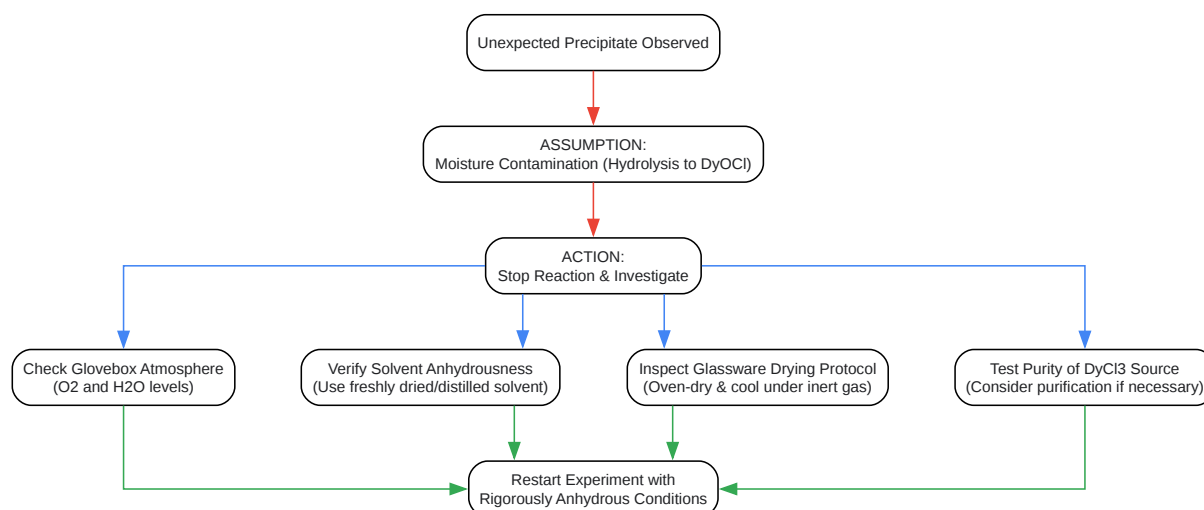 Unexpected Precipitate Observed
ASSUMPTION:
Moisture Contamination (Hydrolysis to DyOCl)
ACTION:
Stop Reaction & Investigate
Check Glovebox Atmosphere
(O2 and H2O levels)
Verify Solvent Anhydrousness
(Use freshly dried/distilled solvent)
Inspect Glassware Drying Protocol
(Oven-dry & cool under inert gas)
Test Purity of DyCl3 Source
(Consider purification if necessary)
Restart Experiment with
Rigorously Anhydrous Conditions